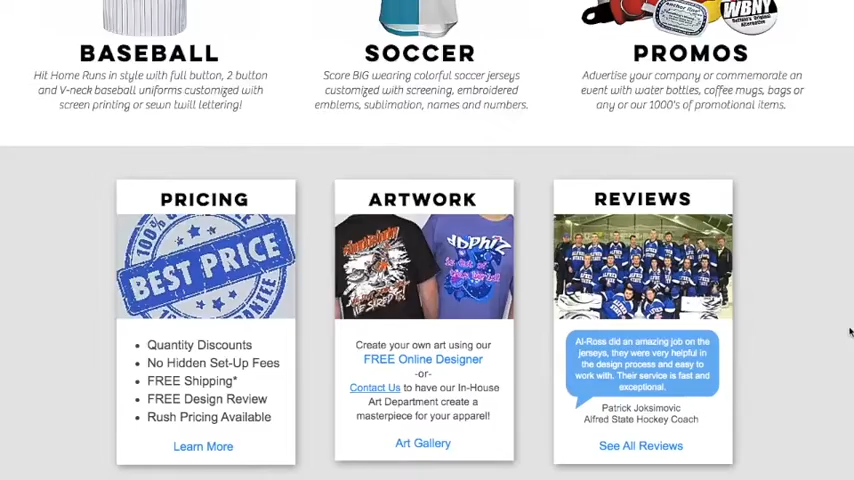 WBNY
BASEBALL
SOCCER
PROMOS
Hit Home Runs in style with full button, 2 button
and V-neck baseball uniforms customized with
screen printing or sewn twill lettering!
Score BIG wearing colorful soccer jerseys
customized with screening, embroidered
emblems, sublimation, names and numbers.
Advertise your company or commemorate an
event with water bottles, coffee mugs, bags or
any or our 1000's of promotional items.
PRICING
100%
BEST PRICE
Quantity Discounts
No Hidden Set-Up Fees
FREE Shipping*
FREE Design Review
Rush Pricing Available
Learn More
ARTWORK
Create your own art using our
FREE Online Designer
-or-
Contact Us to have our In-House
Art Department create a
masterpiece for your apparel!
Art Gallery
REVIEWS
Al-Ross did an amazing job on the
jerseys, they were very helpful in
the design process and easy to
work with. Their service is fast and
exceptional.
Patrick Joksimovic
Alfred State Hockey Coach
See All Reviews